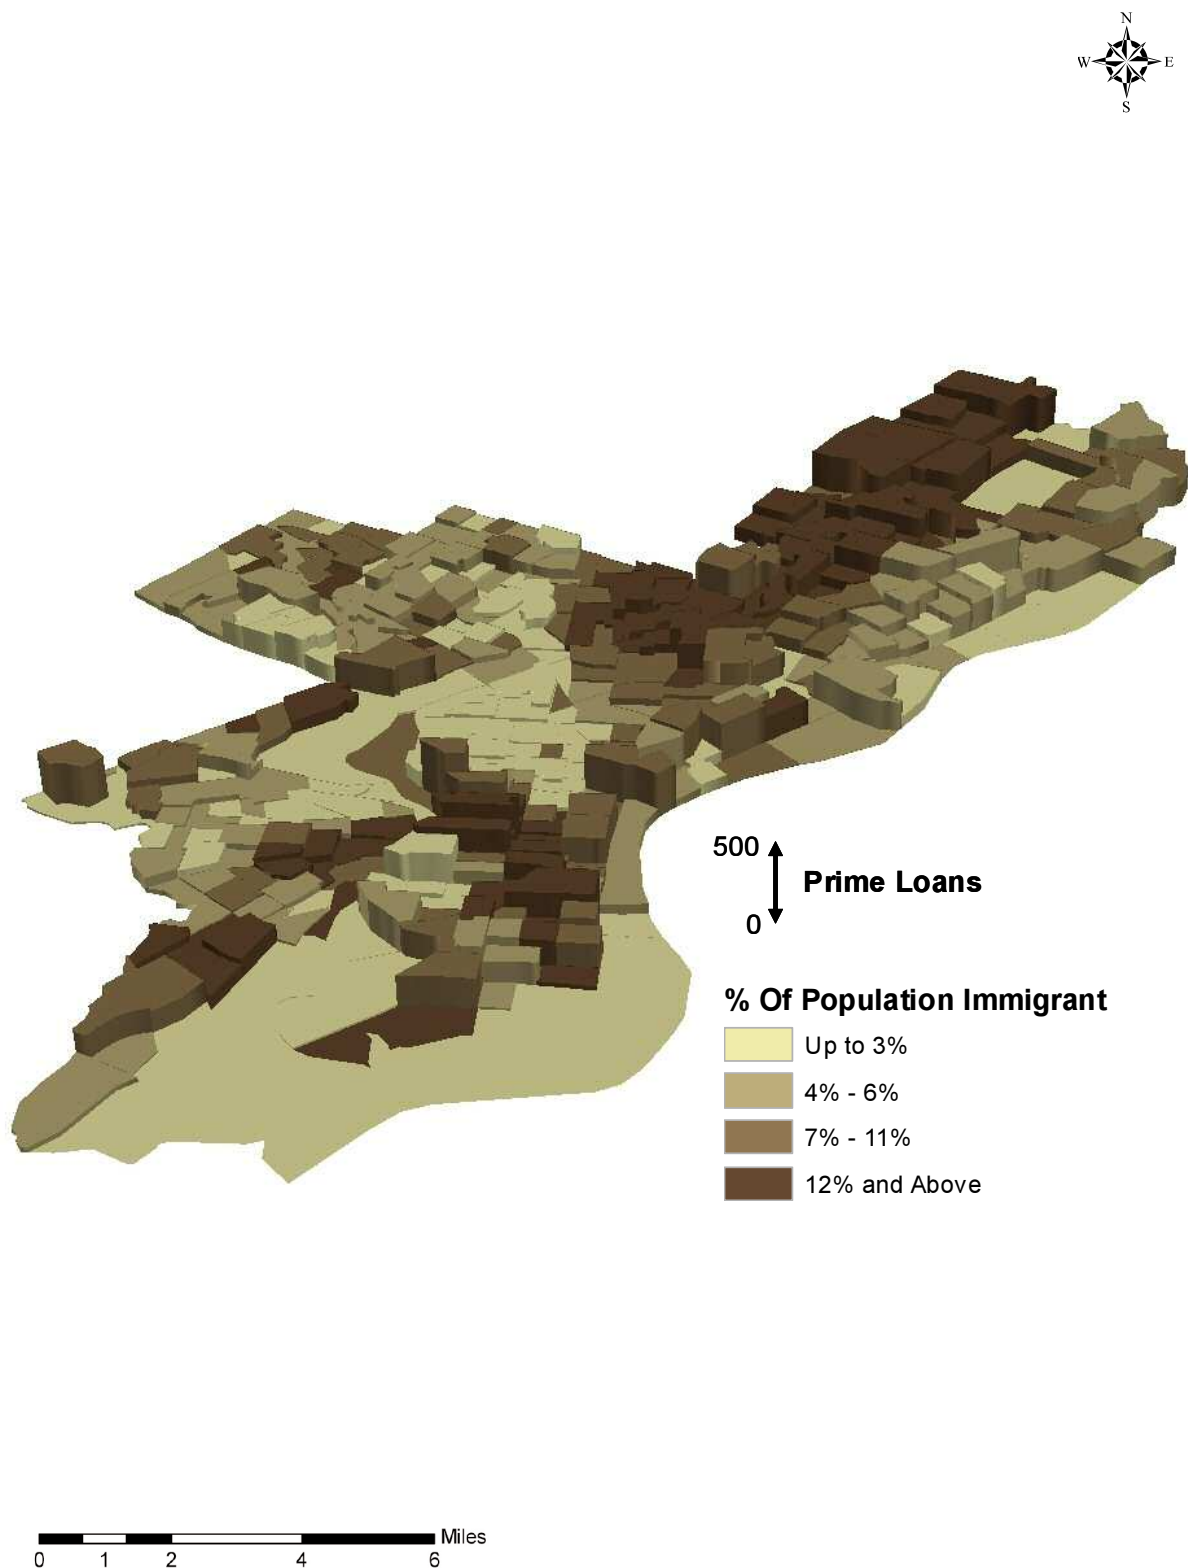 N
W E
S
500
Prime Loans
0
% Of Population Immigrant
Up to 3%
4% - 6%
7% - 11%
12% and Above
Miles
0 1 2 4 6